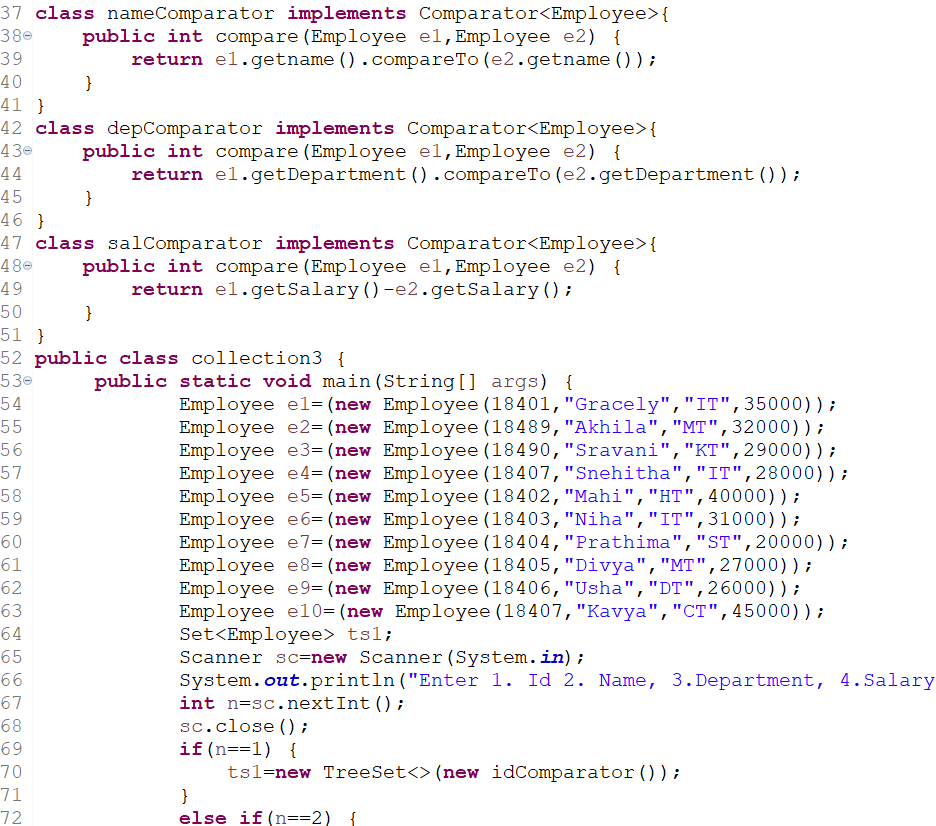 37 class nameComparator implements Comparator<Employee>{
38 public int compare(Employee e1,Employee e2) {
39 return e1.getname().compareTo(e2.getname());
40 }
41 }
42 class depComparator implements Comparator<Employee>{
43 public int compare(Employee e1,Employee e2) {
44 return e1.getDepartment().compareTo(e2.getDepartment());
45 }
46 }
47 class salComparator implements Comparator<Employee>{
48 public int compare(Employee e1,Employee e2) {
49 return e1.getSalary()-e2.getSalary();
50 }
51 }
52 public class collection3 {
53 public static void main(String[] args) {
54 Employee e1=(new Employee(18401,"Gracely","IT",35000));
55 Employee e2=(new Employee(18489,"Akhila","MT",32000));
56 Employee e3=(new Employee(18490,"Sravani","KT",29000));
57 Employee e4=(new Employee(18407,"Snehitha","IT",28000));
58 Employee e5=(new Employee(18402,"Mahi","HT",40000));
59 Employee e6=(new Employee(18403,"Niha","IT",31000));
60 Employee e7=(new Employee(18404,"Prathima","ST",20000));
61 Employee e8=(new Employee(18405,"Divya","MT",27000));
62 Employee e9=(new Employee(18406,"Usha","DT",26000));
63 Employee e10=(new Employee(18407,"Kavya","CT",45000));
64 Set<Employee> ts1;
65 Scanner sc=new Scanner(System.in);
66 System.out.println("Enter 1. Id 2. Name, 3.Department, 4.Salary
67 int n=sc.nextInt();
68 sc.close();
69 if(n==1) {
70 ts1=new TreeSet<>(new idComparator());
71 }
72 else if(n==2) {